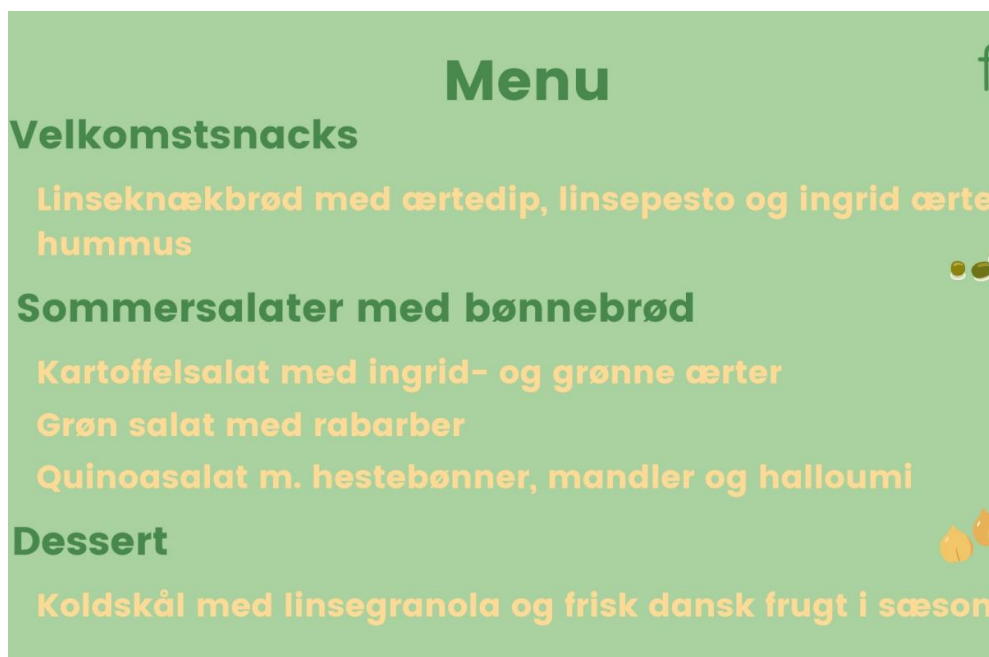 Menu
Velkomstsnacks
Linseknækbrød med ærtedip, linsepesto og ingrid ærte
hummus
Sommersalater med bønnebrød
Kartoffelsalat med ingrid- og grønne ærter
Grøn salat med rabarber
Quinoasalat m. hestebønner, mandler og halloumi
Dessert
Koldskål med linsegranola og frisk dansk frugt i sæson